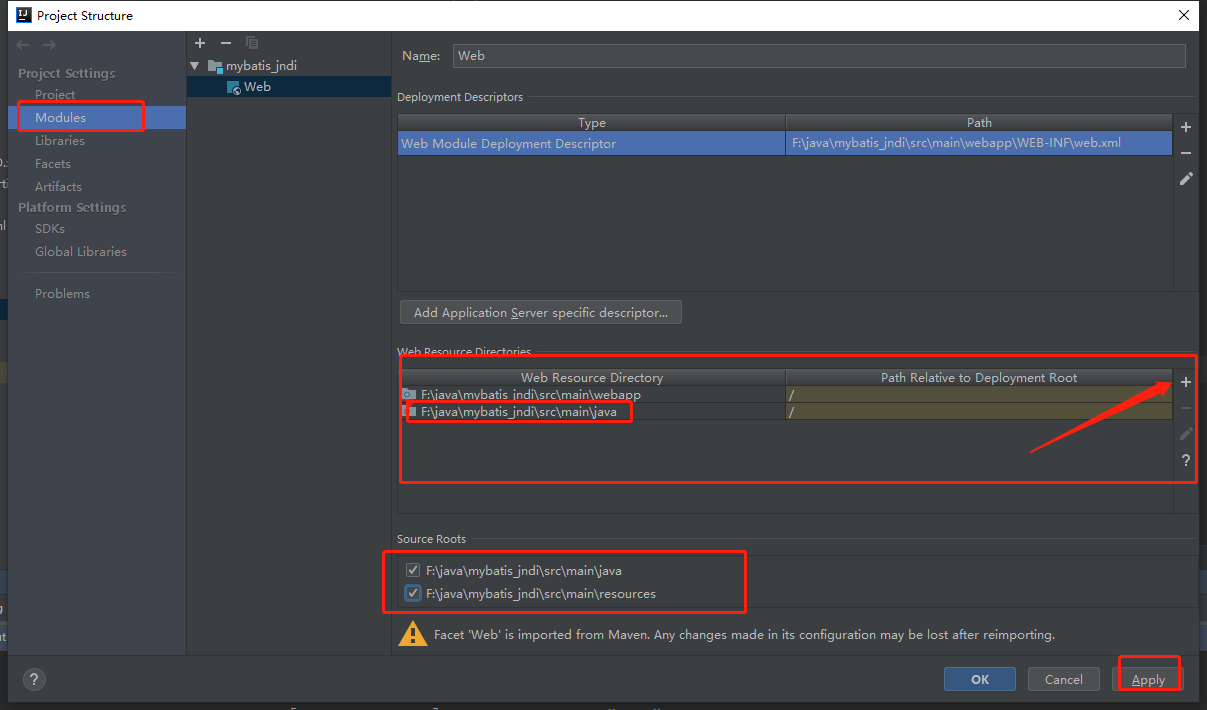 Project Structure
Project Settings
Project
Modules
Libraries
Facets
Artifacts
Platform Settings
SDKs
Global Libraries
Problems
mybatis_jndi
Web
Name: Web
Deployment Descriptors
Type Path
Web Module Deployment Descriptor F:\java\mybatis_jndi\src\main\webapp\WEB-INF\web.xml
Add Application Server specific descriptor...
Web Resource Directories
Web Resource Directory Path Relative to Deployment Root
F:\java\mybatis_jndi\src\main\webapp /
F:\java\mybatis_jndi\src\main\java /
?
Source Roots
F:\java\mybatis_jndi\src\main\java
F:\java\mybatis_jndi\src\main\resources
Facet 'Web' is imported from Maven. Any changes made in its configuration may be lost after reimporting.
? OK Cancel Apply